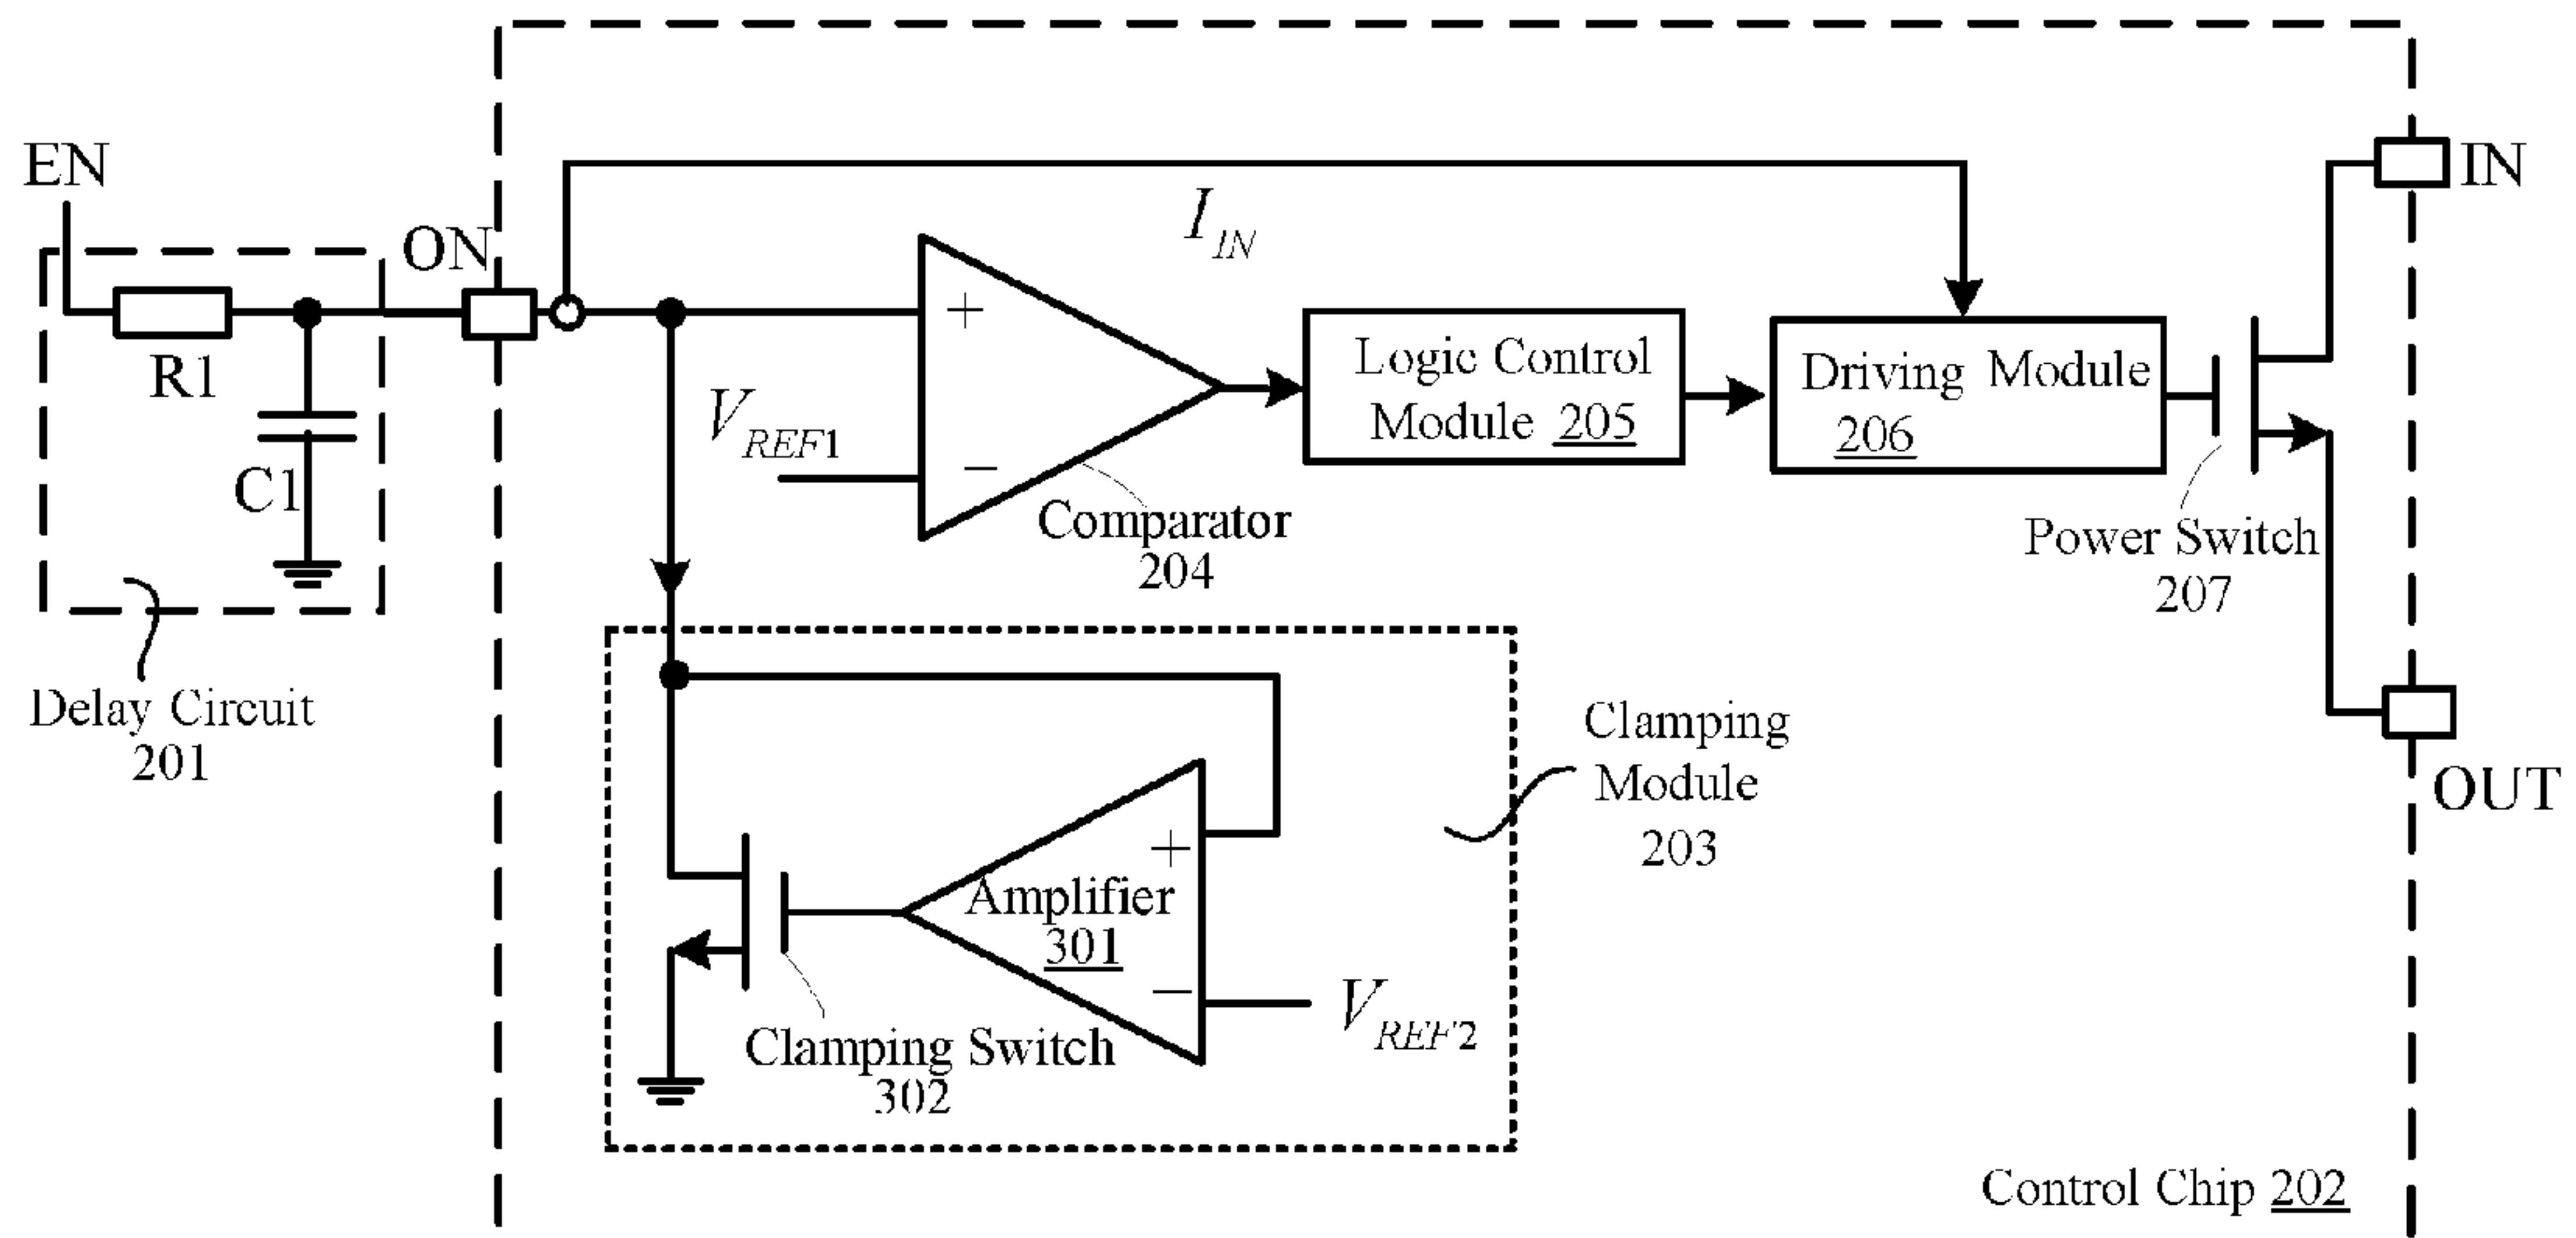 EN
ON
IN
I_IN
+
R1
Logic Control
Module 205
Driving Module
206
V_REF1
−
C1
Comparator
204
Power Switch
207
Delay Circuit
201
Clamping
Module
203
OUT
+
Amplifier
301
−
V_REF2
Clamping Switch
302
Control Chip 202